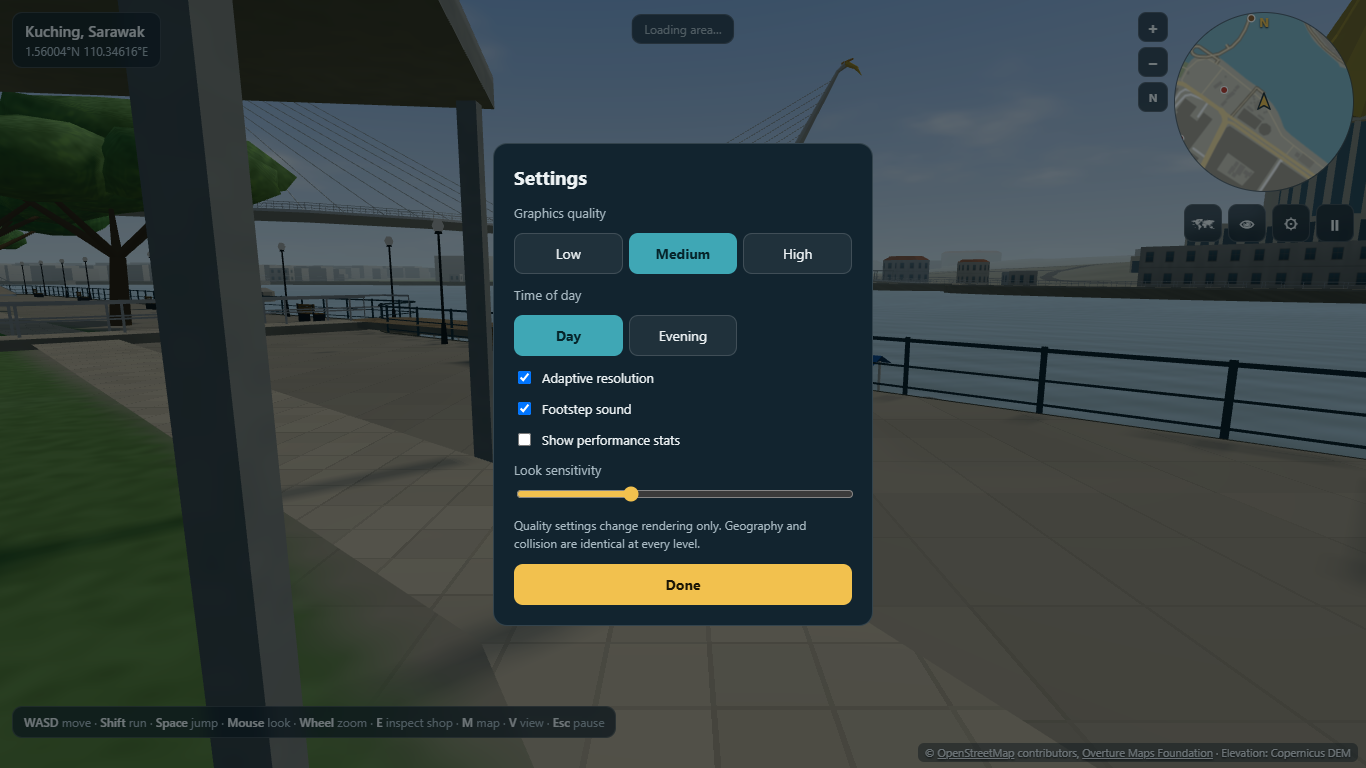 Kuching, Sarawak
1.56004°N 110.34616°E
Loading area...
+
−
N
N
Settings
Graphics quality
Low Medium High
Time of day
Day Evening
Adaptive resolution
Footstep sound
Show performance stats
Look sensitivity
Quality settings change rendering only. Geography and
collision are identical at every level.
Done
WASD move · Shift run · Space jump · Mouse look · Wheel zoom · E inspect shop · M map · V view · Esc pause
© OpenStreetMap contributors, Overture Maps Foundation · Elevation: Copernicus DEM